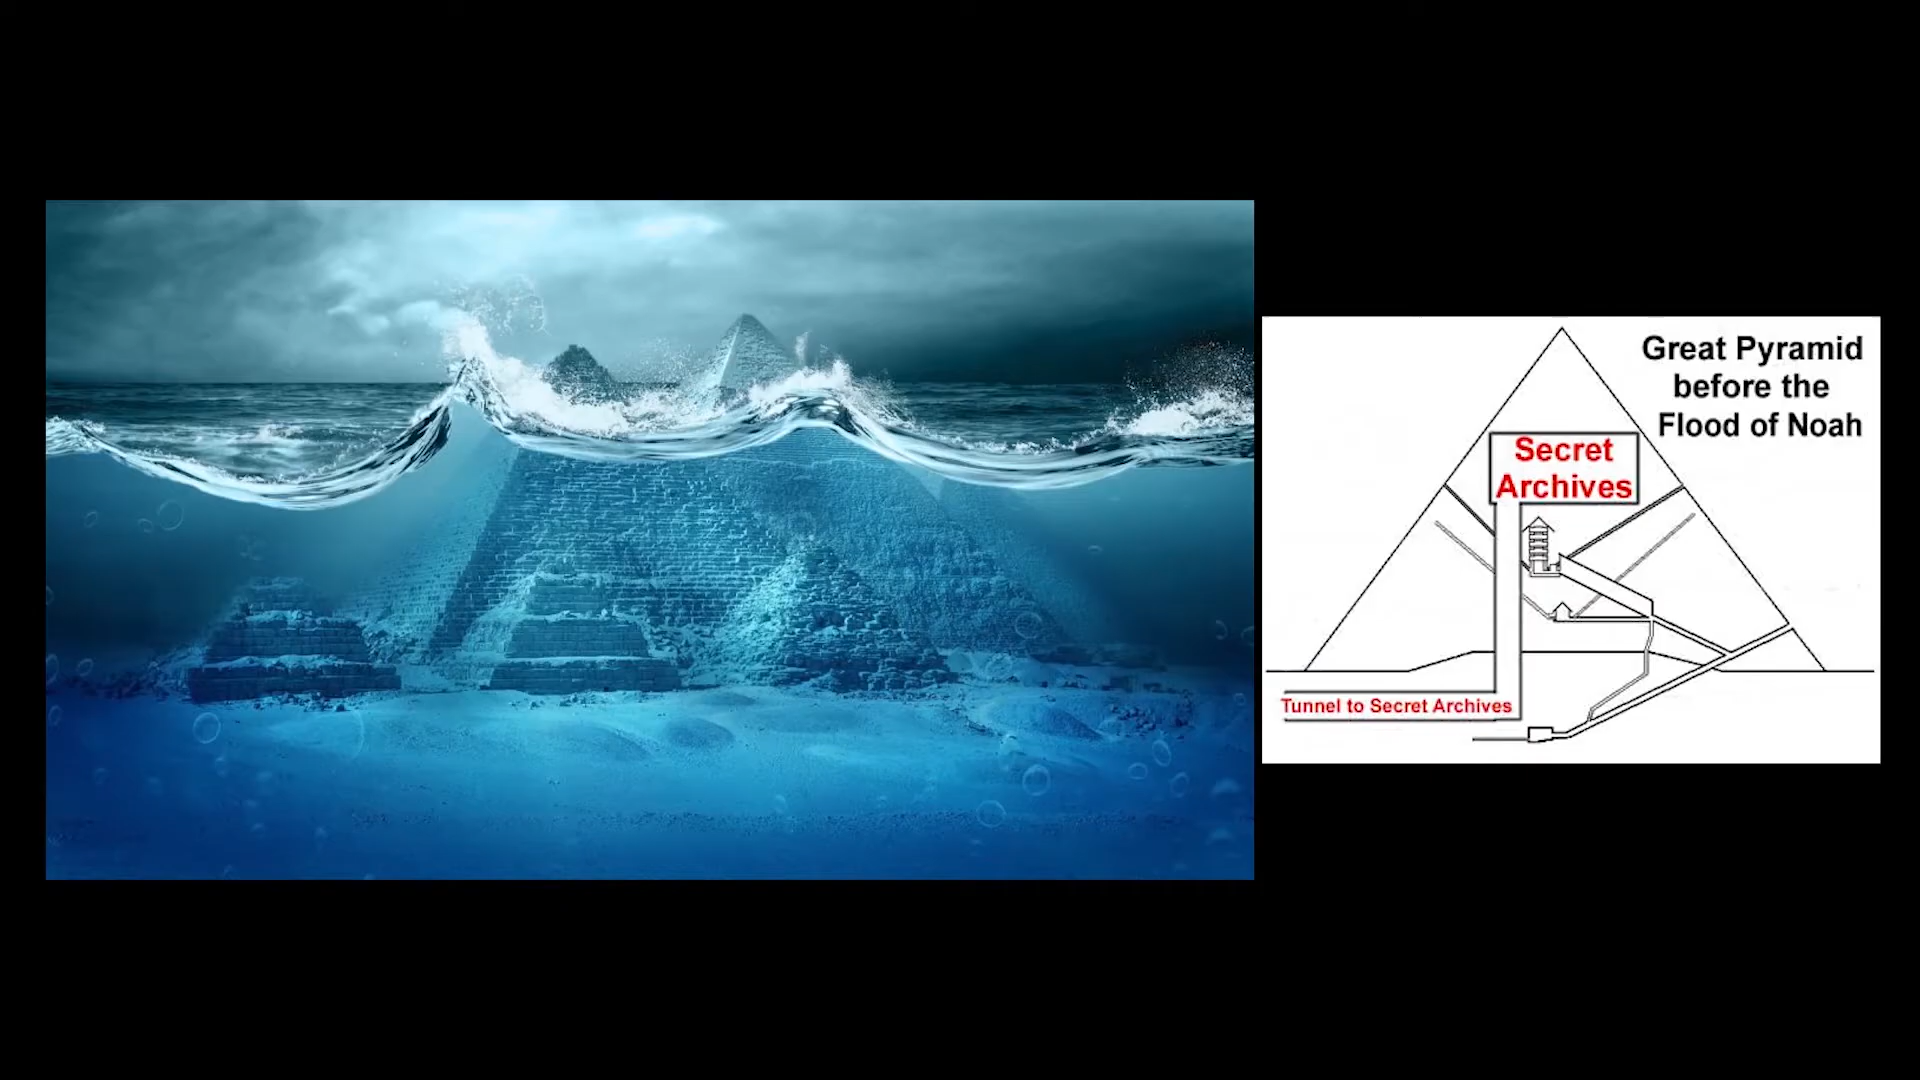 Great Pyramid
before the
Flood of Noah
Secret
Archives
Tunnel to Secret Archives